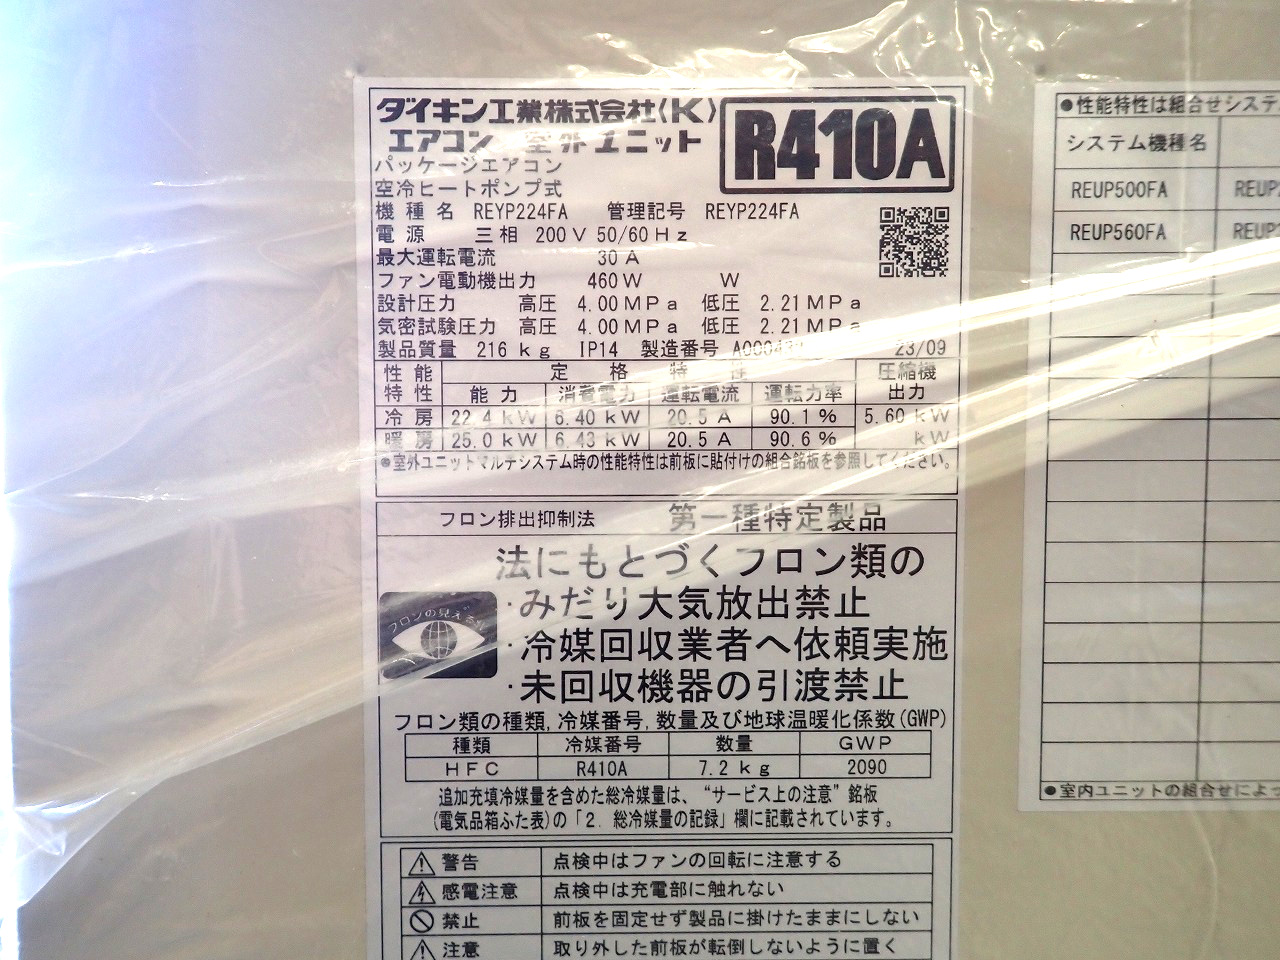 ダイキン工業株式会社〈K〉
エアコン 室外ユニット
R410A
パッケージエアコン
空冷ヒートポンプ式
機種名 REYP224FA 管理記号 REYP224FA
電源 三相 200V 50/60Hz
最大運転電流 30A
ファン電動機出力 460W W
設計圧力 高圧 4.00MPa 低圧 2.21MPa
気密試験圧力 高圧 4.00MPa 低圧 2.21MPa
製品質量 216kg IP14 製造番号 23/09
性能特性 定格特性 圧縮機出力
能力 消費電力 運転電流 運転力率
冷房 22.4kW 6.40kW 20.5A 90.1% 5.60kW
暖房 25.0kW 6.43kW 20.5A 90.6% kW
●室外ユニットマルチシステム時の性能特性は前板に貼付けの組合銘板を参照してください。
フロン排出抑制法 第一種特定製品
法にもとづくフロン類の
・みだり大気放出禁止
・冷媒回収業者へ依頼実施
・未回収機器の引渡禁止
フロンの見える化
フロン類の種類,冷媒番号,数量及び地球温暖化係数(GWP)
種類 冷媒番号 数量 GWP
HFC R410A 7.2kg 2090
追加充填冷媒量を含めた総冷媒量は、“サービス上の注意”銘板
(電気品箱ふた表)の「2. 総冷媒量の記録」欄に記載されています。
警告 点検中はファンの回転に注意する
感電注意 点検中は充電部に触れない
禁止 前板を固定せず製品に掛けたままにしない
注意 取り外した前板が転倒しないように置く
●性能特性は組合せシステ
システム機種名
REUP500FA REUP
REUP560FA REUP
●室内ユニットの組合せによっ